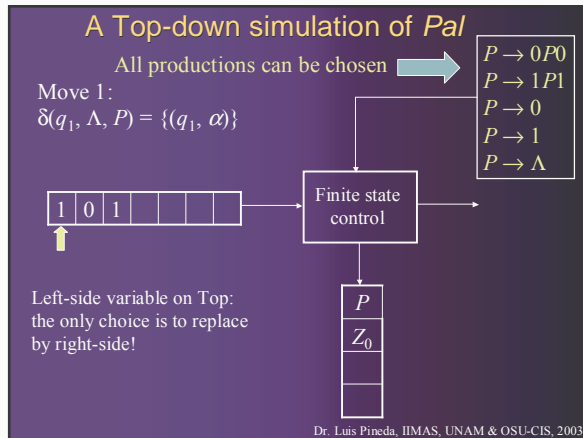 A Top-down simulation of Pal
All productions can be chosen
P → 0P0
P → 1P1
P → 0
P → 1
P → Λ
Move 1:
δ(q₁, Λ, P) = {(q₁, α)}
1 0 1
Finite state
control
Left-side variable on Top:
the only choice is to replace
by right-side!
P
Z₀
Dr. Luis Pineda, IIMAS, UNAM & OSU-CIS, 2003